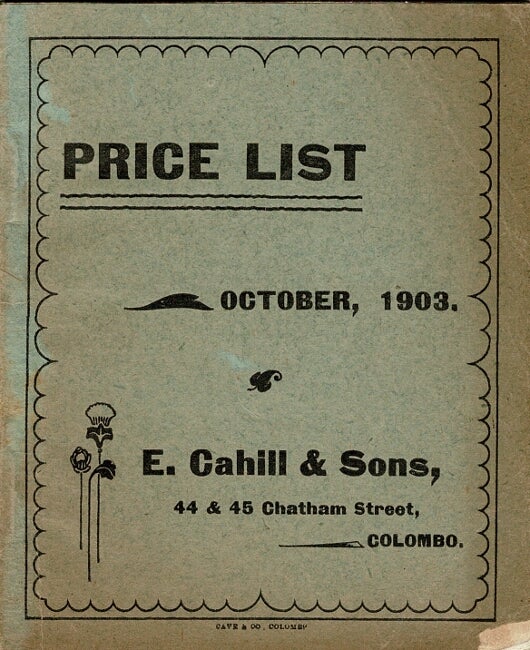 PRICE LIST
OCTOBER, 1903.
E. Cahill & Sons,
44 & 45 Chatham Street,
COLOMBO.
CAVE & CO., COLOMBO